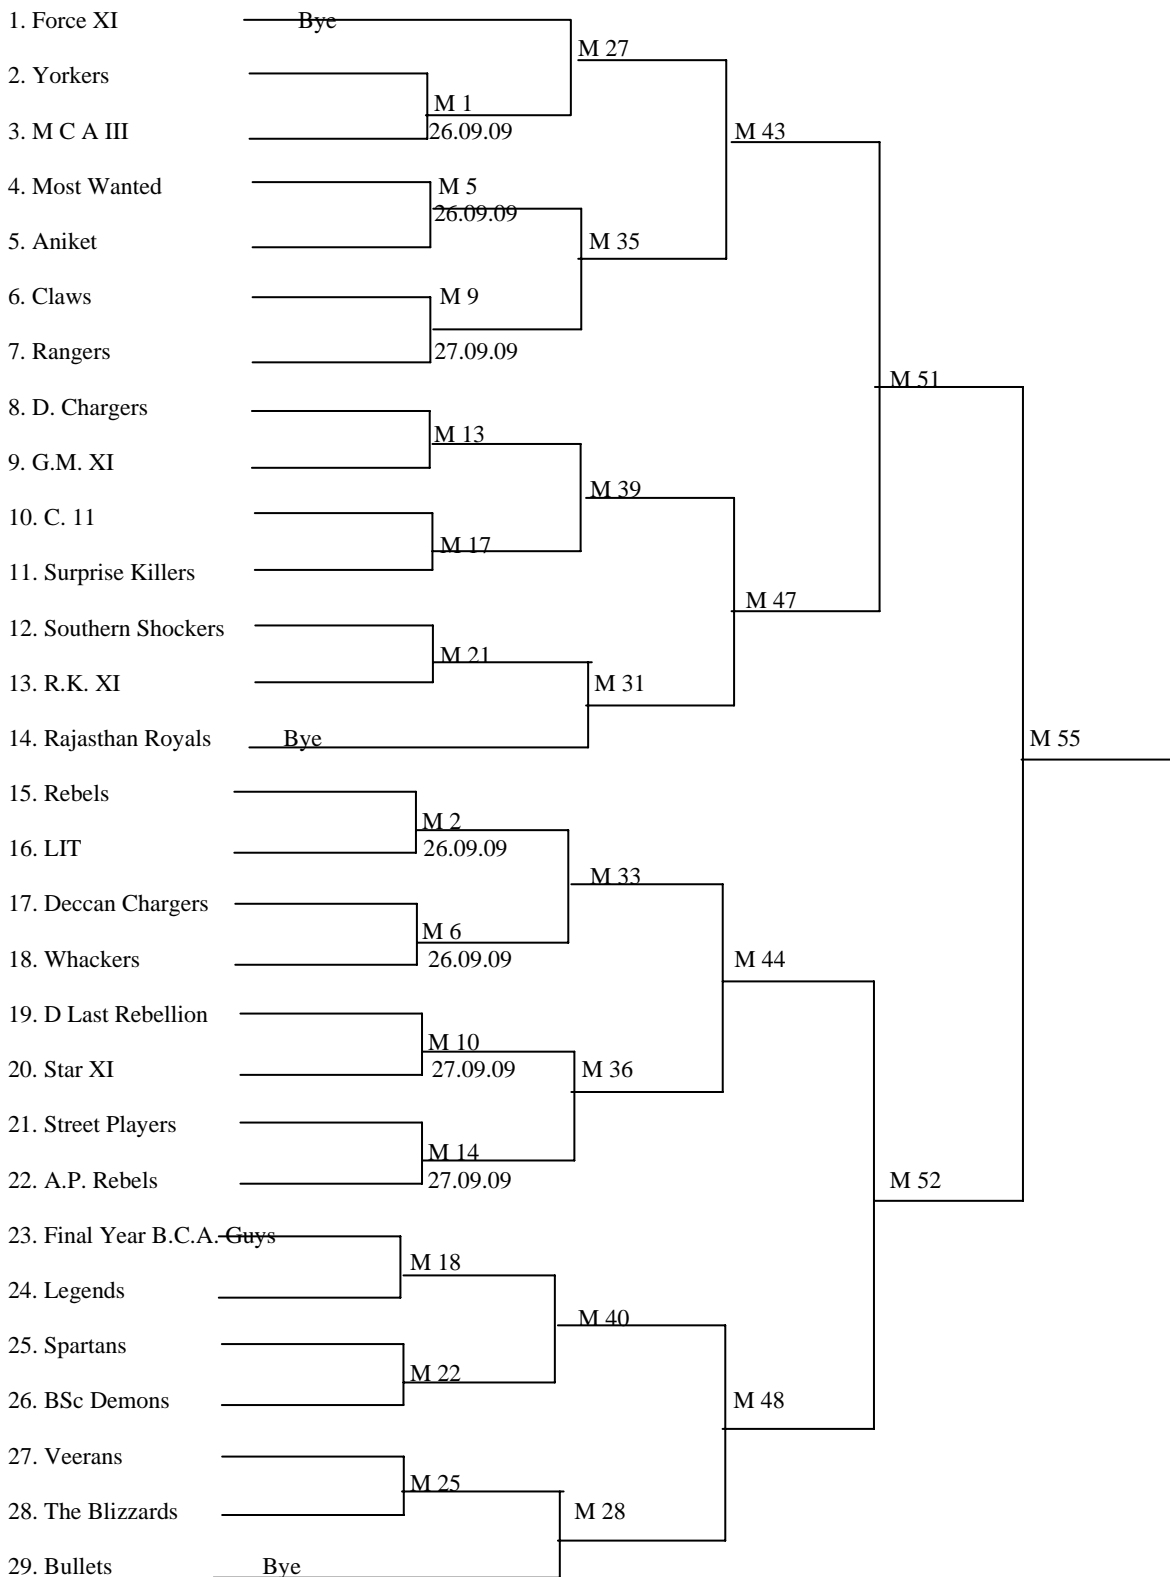 1. Force XI Bye
M 27
2. Yorkers
M 1
3. M C A III 26.09.09 M 43
4. Most Wanted M 5
26.09.09
5. Aniket M 35
6. Claws M 9
7. Rangers 27.09.09
M 51
8. D. Chargers
M 13
9. G.M. XI
M 39
10. C. 11
M 17
11. Surprise Killers
M 47
12. Southern Shockers
M 21
13. R.K. XI M 31
14. Rajasthan Royals Bye M 55
15. Rebels
M 2
16. LIT 26.09.09
M 33
17. Deccan Chargers
M 6
18. Whackers 26.09.09 M 44
19. D Last Rebellion
M 10
20. Star XI 27.09.09 M 36
21. Street Players
M 14
22. A.P. Rebels 27.09.09 M 52
23. Final Year B.C.A. Guys
M 18
24. Legends
M 40
25. Spartans
M 22
26. BSc Demons M 48
27. Veerans
M 25
28. The Blizzards M 28
29. Bullets Bye